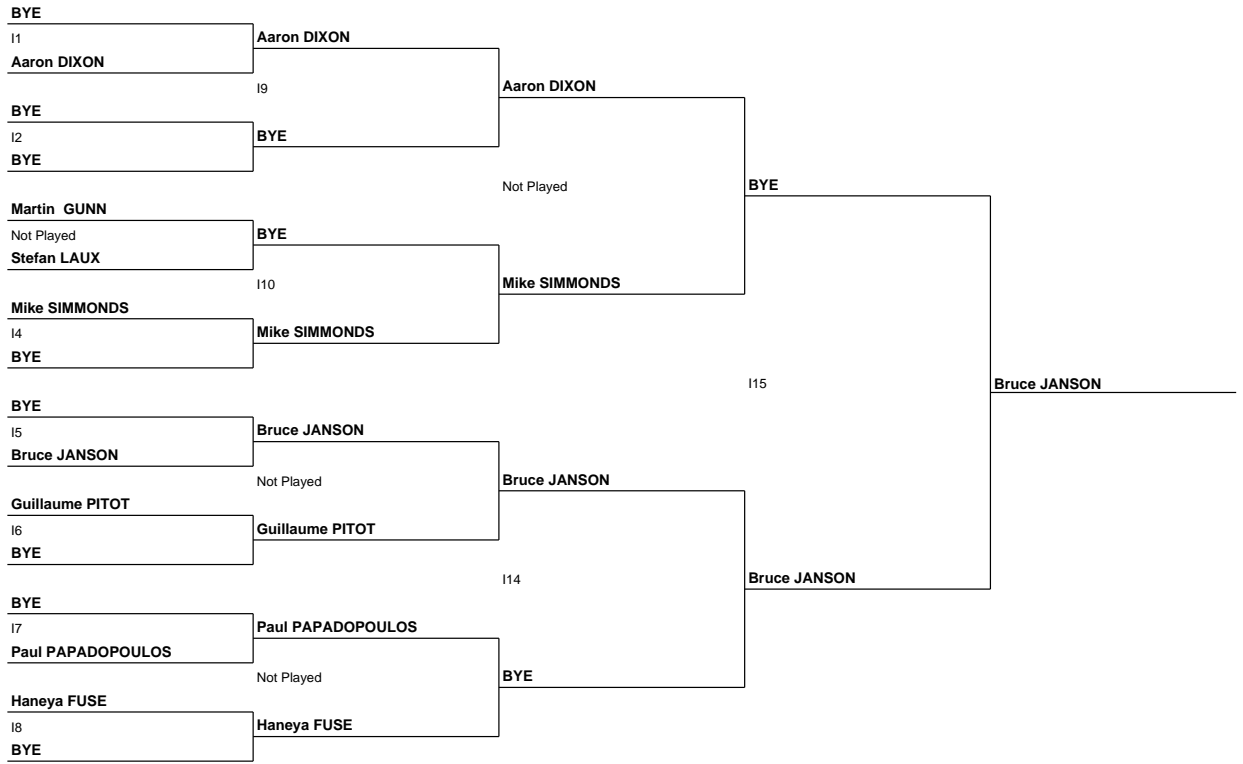 BYE
I1
Aaron DIXON
BYE
I2
BYE
Martin  GUNN
Not Played
Stefan LAUX
Mike SIMMONDS
I4
BYE
BYE
I5
Bruce JANSON
Guillaume PITOT
I6
BYE
BYE
I7
Paul PAPADOPOULOS
Haneya FUSE
I8
BYE
Aaron DIXON
I9
BYE
BYE
I10
Mike SIMMONDS
Bruce JANSON
Not Played
Guillaume PITOT
Paul PAPADOPOULOS
Not Played
Haneya FUSE
Aaron DIXON
Not Played
Mike SIMMONDS
Bruce JANSON
I14
BYE
BYE
I15
Bruce JANSON
Bruce JANSON